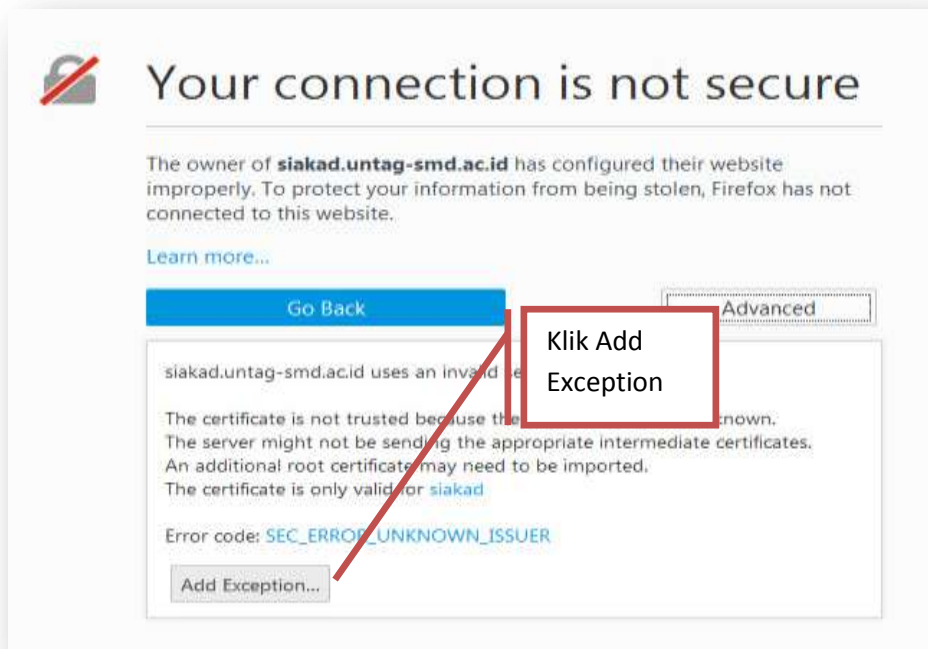 Your connection is not secure
The owner of siakad.untag-smd.ac.id has configured their website
improperly. To protect your information from being stolen, Firefox has not
connected to this website.
Learn more...
Go Back
Advanced
Klik Add
Exception
siakad.untag-smd.ac.id uses an invalid
The certificate is not trusted because the
The server might not be sending the appropriate intermediate certificates.
An additional root certificate may need to be imported.
The certificate is only valid for siakad
Error code: SEC_ERROR_UNKNOWN_ISSUER
Add Exception...